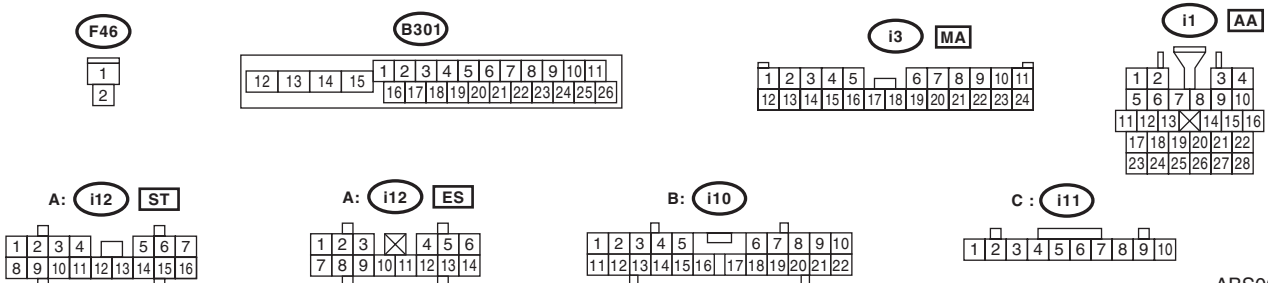 F46
B301
i3 MA
i1 AA
1
2
12 13 14 15
1 2 3 4 5 6 7 8 9 10 11
16 17 18 19 20 21 22 23 24 25 26
1 2 3 4 5 6 7 8 9 10 11
12 13 14 15 16 17 18 19 20 21 22 23 24
1 2 3 4
5 6 7 8 9 10
11 12 13 14 15 16
17 18 19 20 21 22
23 24 25 26 27 28
A: i12 ST
A: i12 ES
B: i10
C : i11
1 2 3 4 5 6 7
8 9 10 11 12 13 14 15 16
1 2 3 4 5 6
7 8 9 10 11 12 13 14
1 2 3 4 5 6 7 8 9 10
11 12 13 14 15 16 17 18 19 20 21 22
1 2 3 4 5 6 7 8 9 10